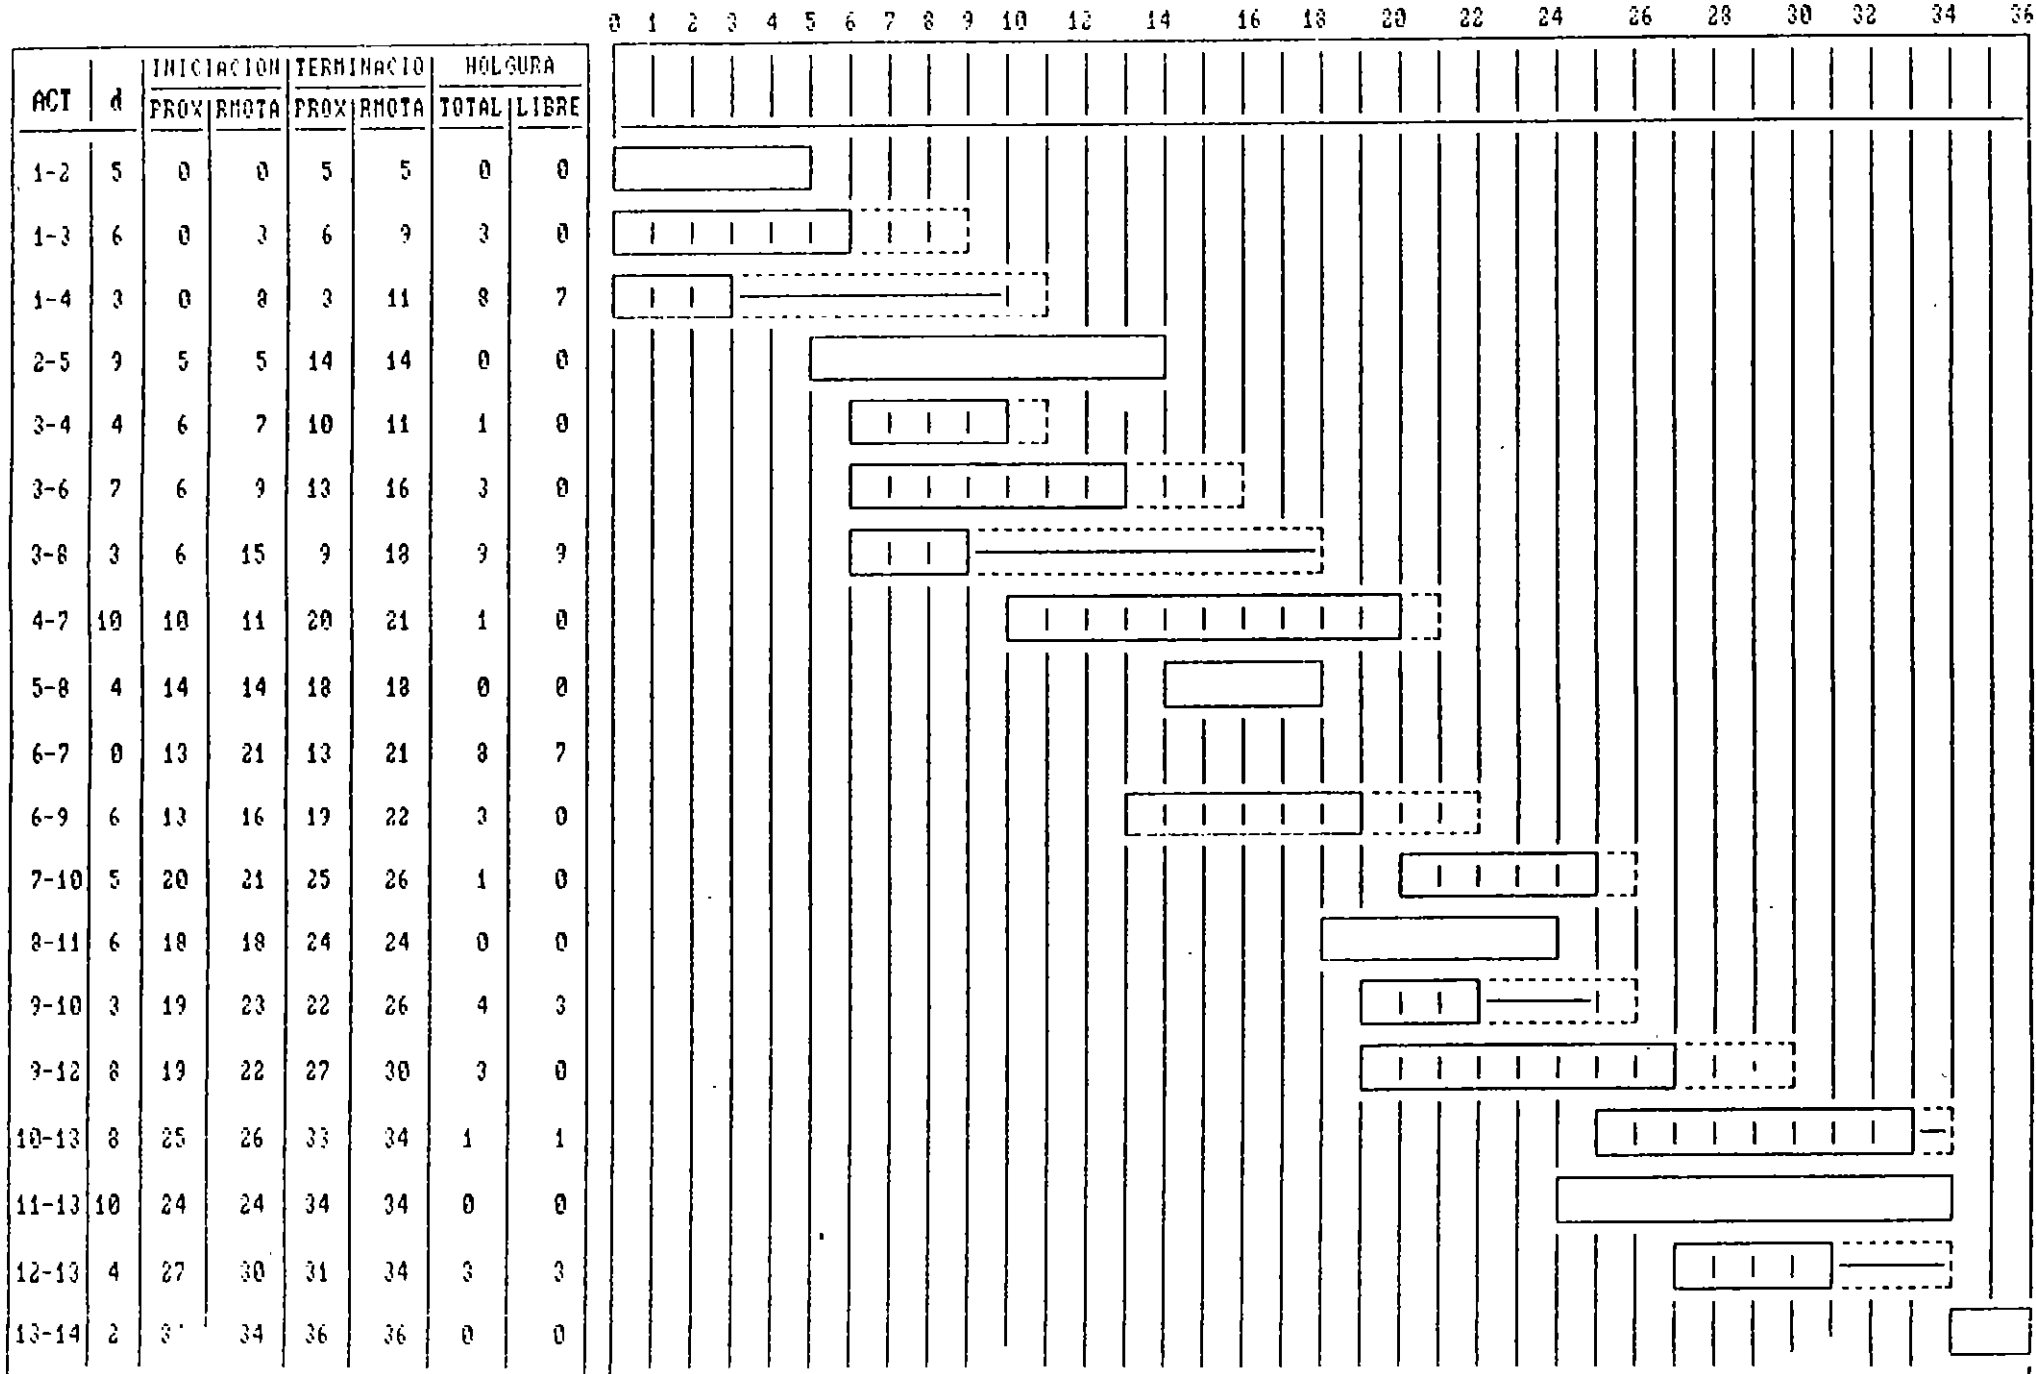 0 1 2 3 4 5 6 7 8 9 10 12 14 16 18 20 22 24 26 28 30 32 34 36
INICIACION TERMINACIO HOLGURA
ACT d PROX RMOTA PROX RMOTA TOTAL LIBRE
1-2 5 0 0 5 5 0 0
1-3 6 0 3 6 9 3 0
1-4 3 0 8 3 11 8 7
2-5 9 5 5 14 14 0 0
3-4 4 6 7 10 11 1 0
3-6 7 6 9 13 16 3 0
3-8 3 6 15 9 18 9 9
4-7 10 10 11 20 21 1 0
5-8 4 14 14 18 18 0 0
6-7 0 13 21 13 21 8 7
6-9 6 13 16 19 22 3 0
7-10 5 20 21 25 26 1 0
8-11 6 18 18 24 24 0 0
9-10 3 19 23 22 26 4 3
9-12 8 19 22 27 30 3 0
10-13 8 25 26 33 34 1 1
11-13 10 24 24 34 34 0 0
12-13 4 27 30 31 34 3 3
13-14 2 34 36 36 0 0